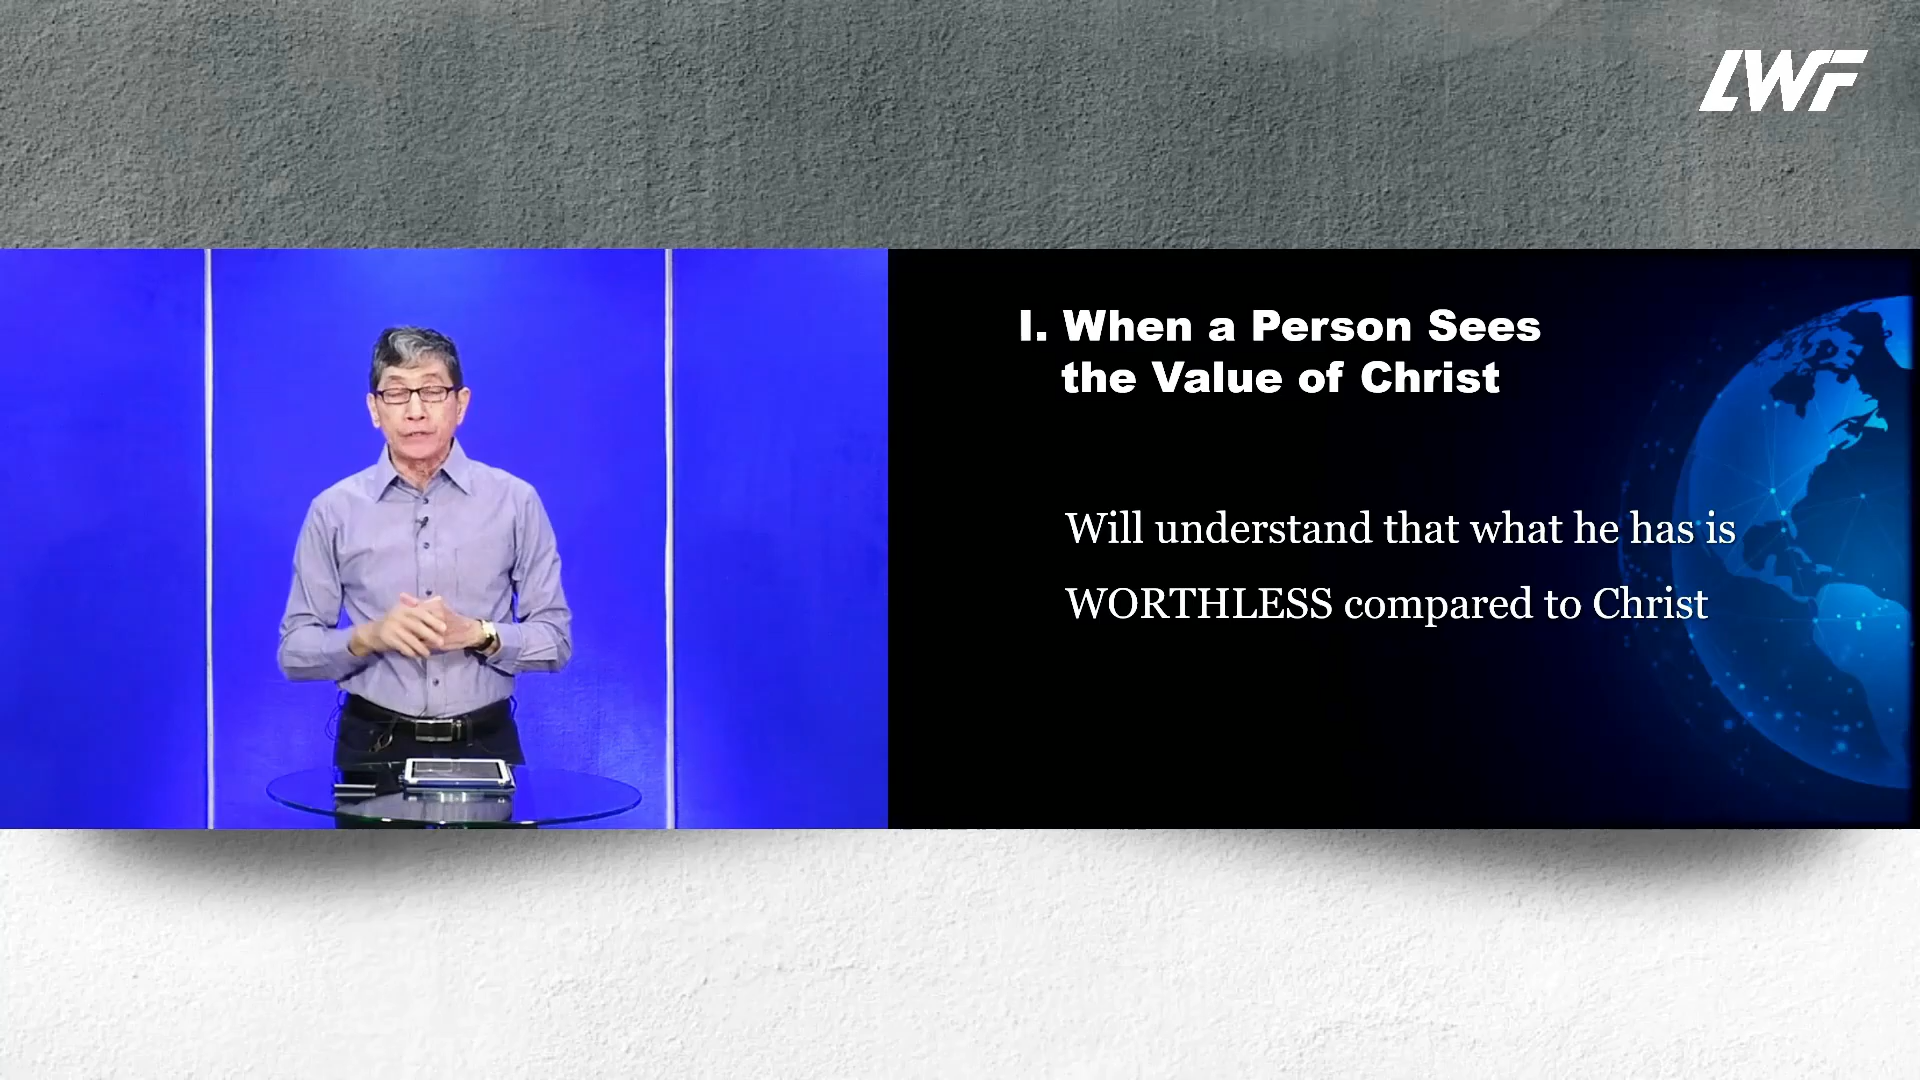 LWF
I. When a Person Sees
the Value of Christ
Will understand that what he has is
WORTHLESS compared to Christ